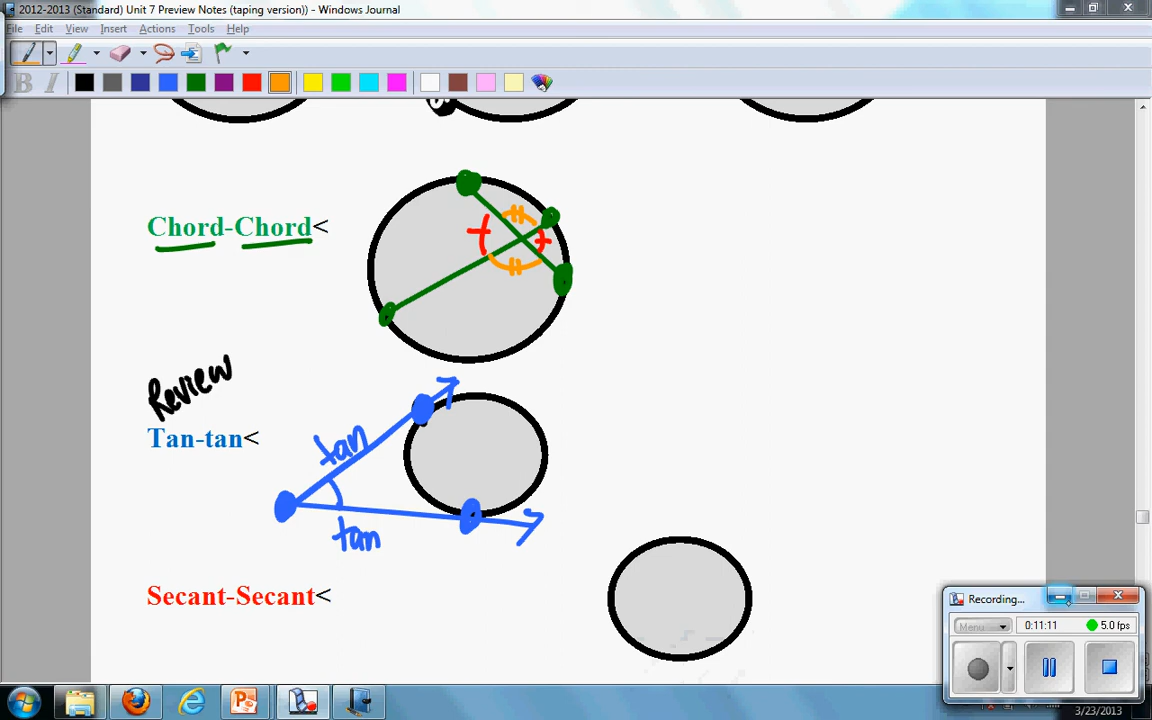 2012-2013 (Standard) Unit 7 Preview Notes (taping version)) - Windows Journal
File Edit View Insert Actions Tools Help
B I
Chord-Chord<
Review
Tan-tan<
tan
tan
Secant-Secant<
Recording...
Menu 0:11:11 5.0 fps
3/23/2013